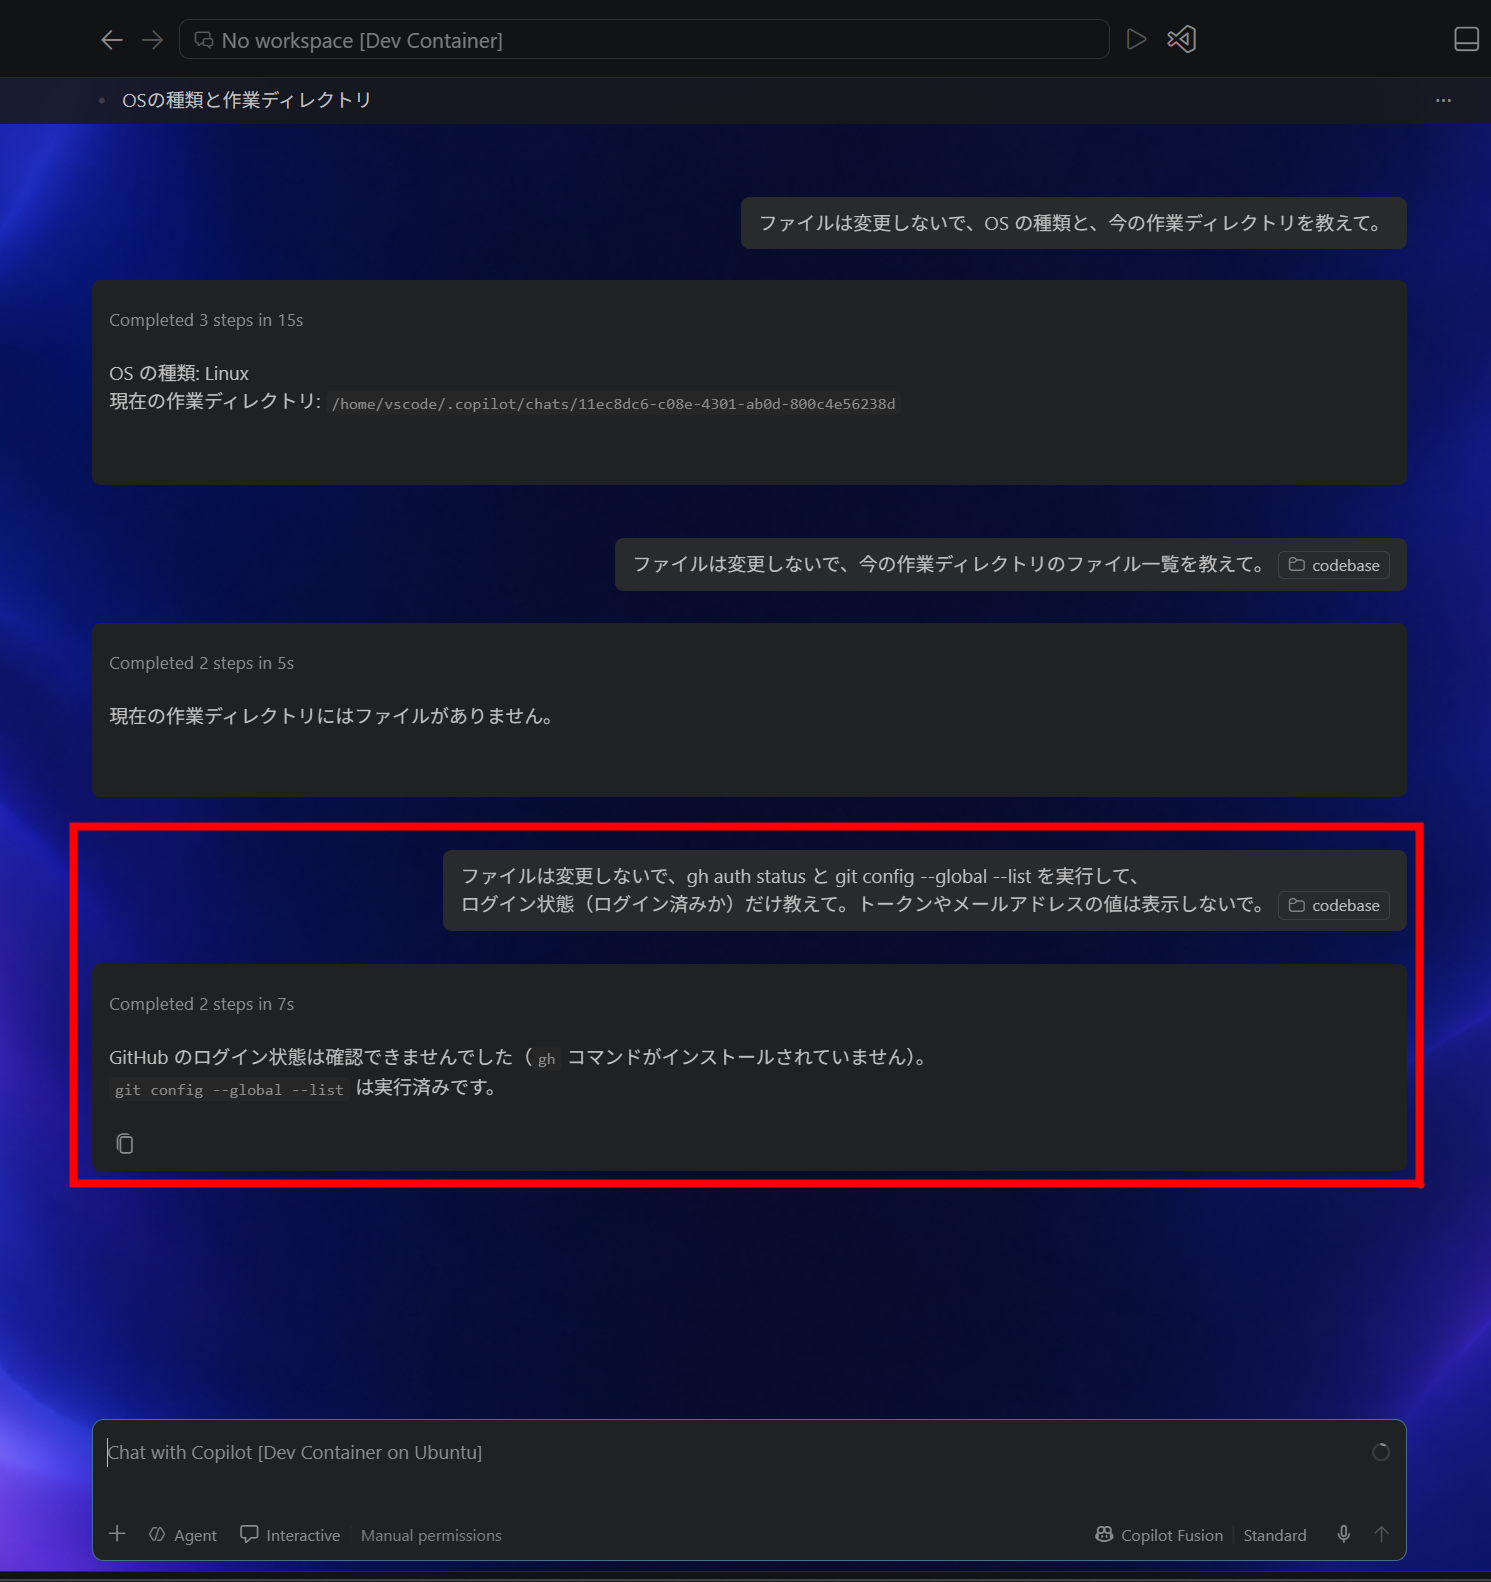 No workspace [Dev Container]
OSの種類と作業ディレクトリ
ファイルは変更しないで、OS の種類と、今の作業ディレクトリを教えて。
Completed 3 steps in 15s
OS の種類: Linux
現在の作業ディレクトリ: /home/vscode/.copilot/chats/11ec8dc6-c08e-4301-ab0d-800c4e56238d
ファイルは変更しないで、今の作業ディレクトリのファイル一覧を教えて。 codebase
Completed 2 steps in 5s
現在の作業ディレクトリにはファイルがありません。
ファイルは変更しないで、gh auth status と git config --global --list を実行して、
ログイン状態（ログイン済みか）だけ教えて。トークンやメールアドレスの値は表示しないで。 codebase
Completed 2 steps in 7s
GitHub のログイン状態は確認できませんでした（gh コマンドがインストールされていません）。
git config --global --list は実行済みです。
Chat with Copilot [Dev Container on Ubuntu]
Agent Interactive Manual permissions Copilot Fusion Standard